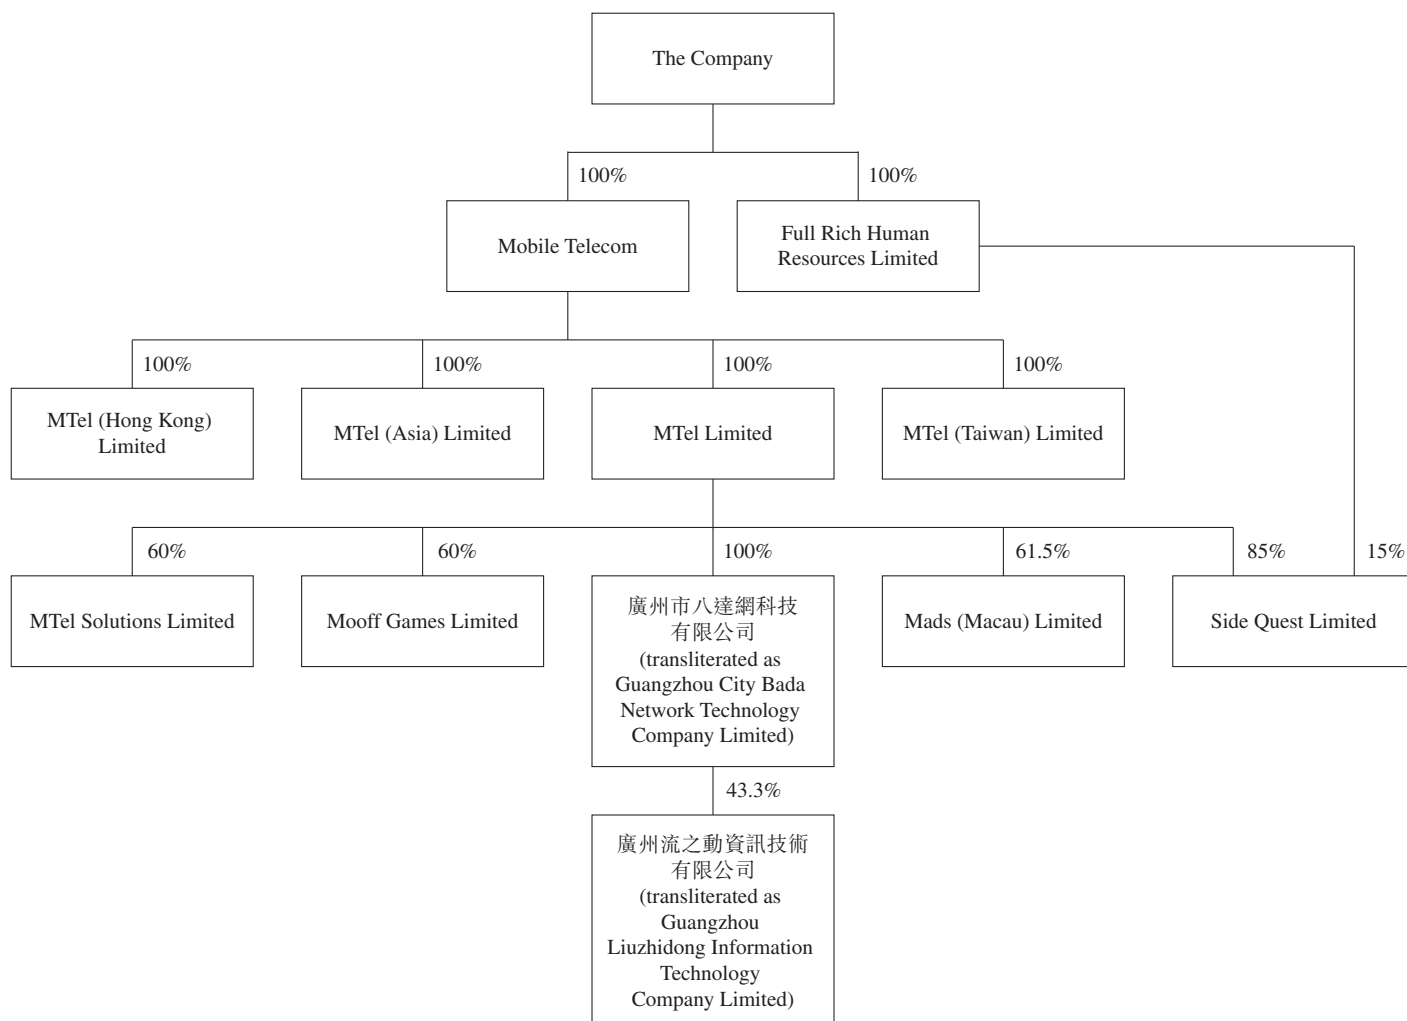 The Company
100%
100%
Mobile Telecom
Full Rich Human
Resources Limited
100%
100%
100%
100%
MTel (Hong Kong)
Limited
MTel (Asia) Limited
MTel Limited
MTel (Taiwan) Limited
60%
60%
100%
61.5%
85%
15%
MTel Solutions Limited
Mooff Games Limited
廣州市八達網科技
有限公司
(transliterated as
Guangzhou City Bada
Network Technology
Company Limited)
Mads (Macau) Limited
Side Quest Limited
43.3%
廣州流之動資訊技術
有限公司
(transliterated as
Guangzhou
Liuzhidong Information
Technology
Company Limited)